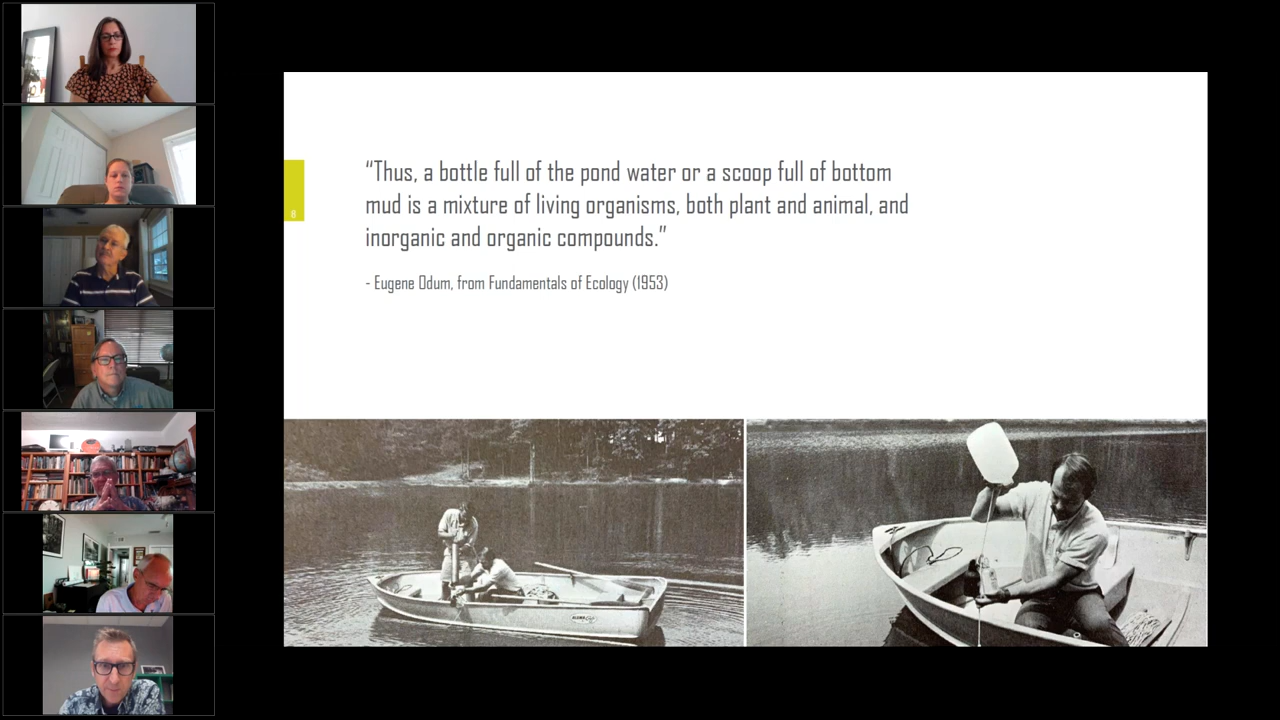 8
“Thus, a bottle full of the pond water or a scoop full of bottom
mud is a mixture of living organisms, both plant and animal, and
inorganic and organic compounds.”
- Eugene Odum, from Fundamentals of Ecology (1953)